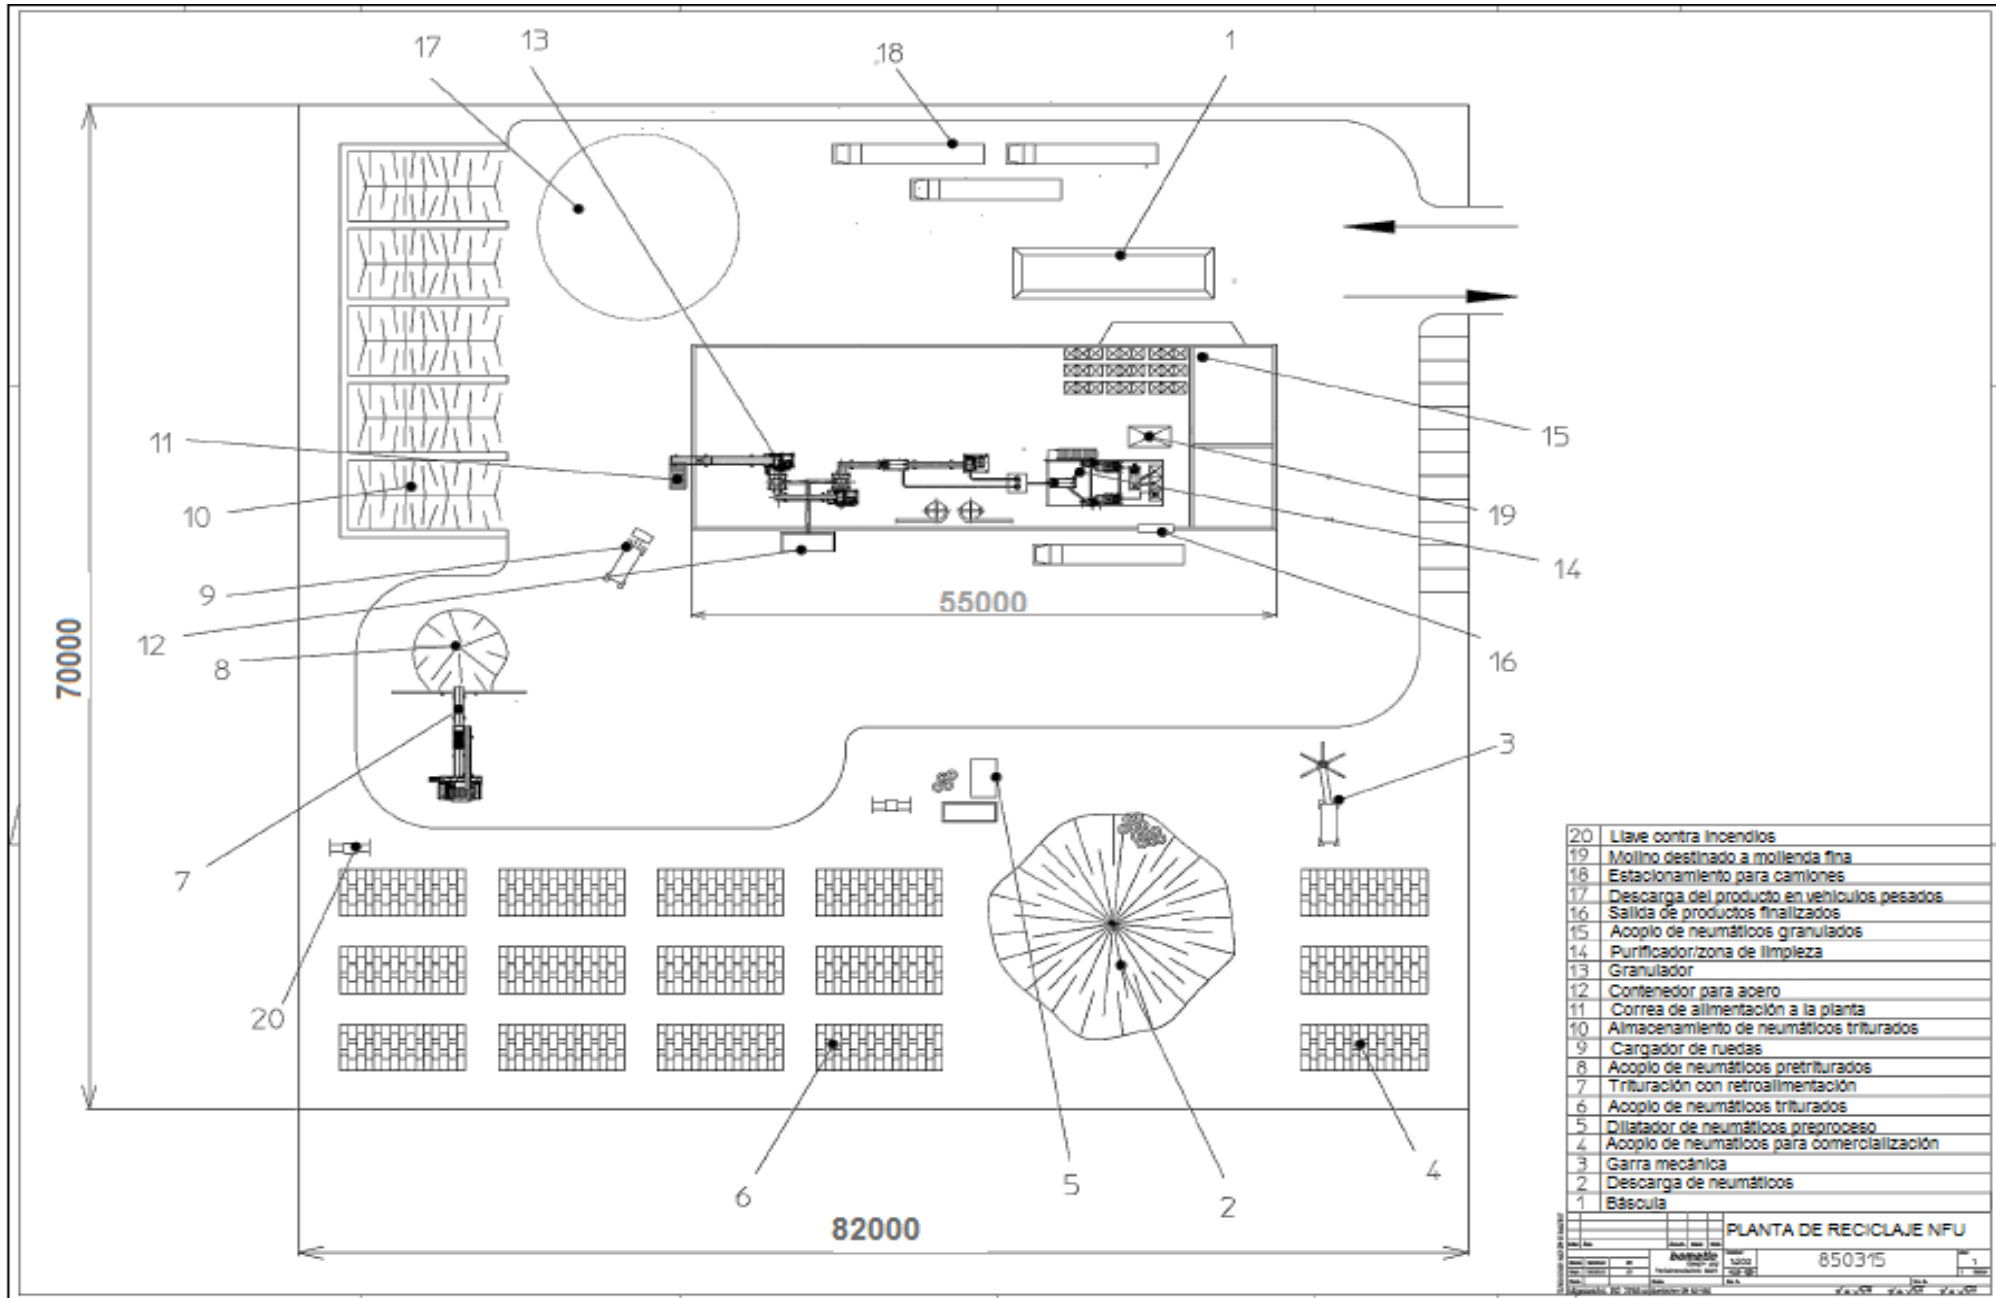 17
13
18
1
11
10
9
12
8
7
20
15
19
14
16
3
55000
70000
6
5
2
4
82000
20 Llave contra incendios
19 Molino destinado a molienda fina
18 Estacionamiento para camiones
17 Descarga del producto en vehiculos pesados
16 Salida de productos finalizados
15 Acopio de neumáticos granulados
14 Purificador/zona de limpieza
13 Granulador
12 Contenedor para acero
11 Correa de alimentación a la planta
10 Almacenamiento de neumáticos triturados
9 Cargador de ruedas
8 Acopio de neumáticos pretriturados
7 Trituración con retroalimentación
6 Acopio de neumáticos triturados
5 Dilatador de neumáticos preproceso
4 Acopio de neumaticos para comercialización
3 Garra mecánica
2 Descarga de neumáticos
1 Báscula
PLANTA DE RECICLAJE NFU
bomatic
850315
1